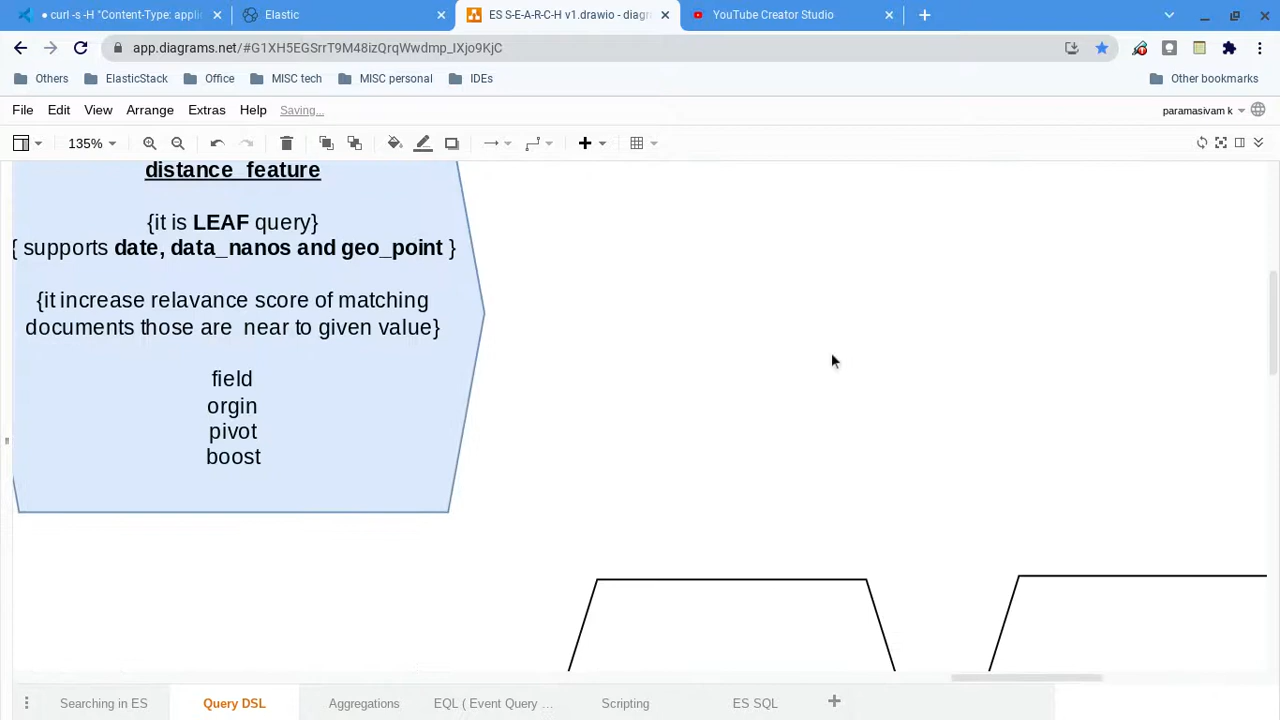 ● curl -s -H "Content-Type: appli
Elastic
ES S-E-A-R-C-H v1.drawio - diagr
YouTube Creator Studio
app.diagrams.net/#G1XH5EGSrrT9M48izQrqWwdmp_IXjo9KjC
Others
ElasticStack
Office
MISC tech
MISC personal
IDEs
Other bookmarks
File
Edit
View
Arrange
Extras
Help
Saving...
paramasivam k
135%
distance_feature
{it is LEAF query}
{ supports date, data_nanos and geo_point }
{it increase relavance score of matching
documents those are near to given value}
field
orgin
pivot
boost
Searching in ES
Query DSL
Aggregations
EQL ( Event Query ...
Scripting
ES SQL